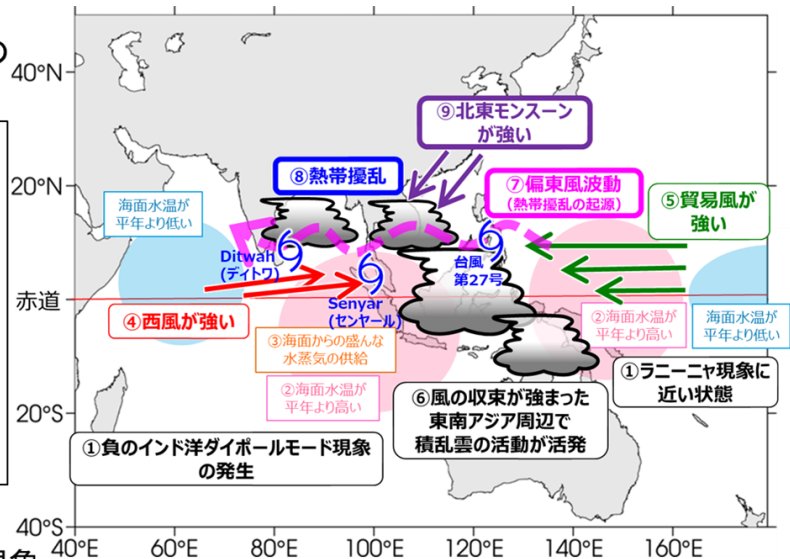 の
⑨北東モンスーン
が強い
⑧熱帯擾乱
⑦偏東風波動
(熱帯擾乱の起源)
⑤貿易風が
強い
海面水温が
平年より低い
Ditwah
(デイトワ)
台風
第27号
Senyar
(センヤール)
④西風が強い
③海面からの盛んな
水蒸気の供給
②海面水温が
平年より高い
②海面水温が
平年より高い
海面水温が
平年より低い
①ラニーニャ現象に
近い状態
⑥風の収束が強まった
東南アジア周辺で
積乱雲の活動が活発
①負のインド洋ダイポールモード現象
の発生
40°N
20°N
赤道
20°S
40°S
40°E 60°E 80°E 100°E 120°E 140°E 160°E